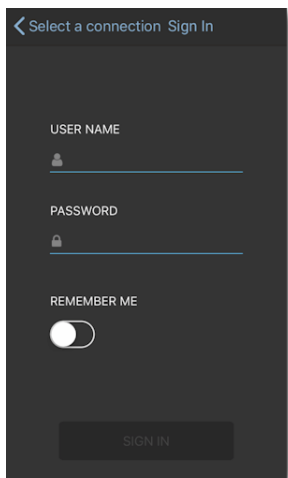 Select a connection Sign In
USER NAME
PASSWORD
REMEMBER ME
SIGN IN